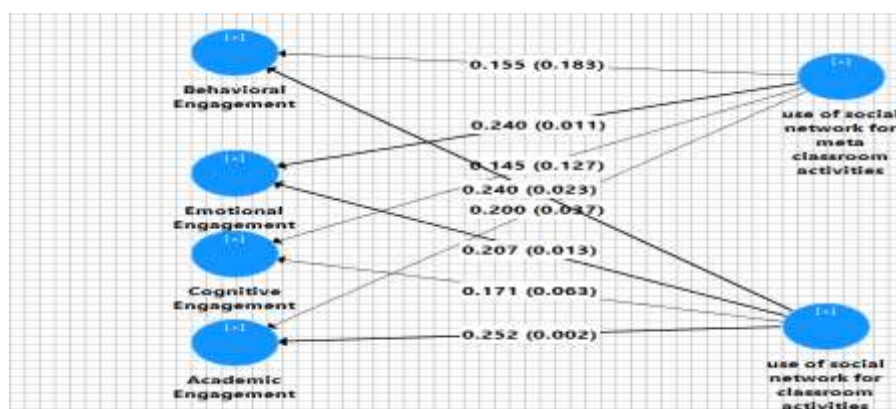 [+]
Behavioral
Engagement
[+]
Emotional
Engagement
[+]
Cognitive
Engagement
[+]
Academic
Engagement
0.155 (0.183)
0.240 (0.011)
0.145 (0.127)
0.240 (0.023)
0.200 (0.037)
0.207 (0.013)
0.171 (0.063)
0.252 (0.002)
[+]
use of social
network for
meta
classroom
activities
[+]
use of social
network for
classroom
activities